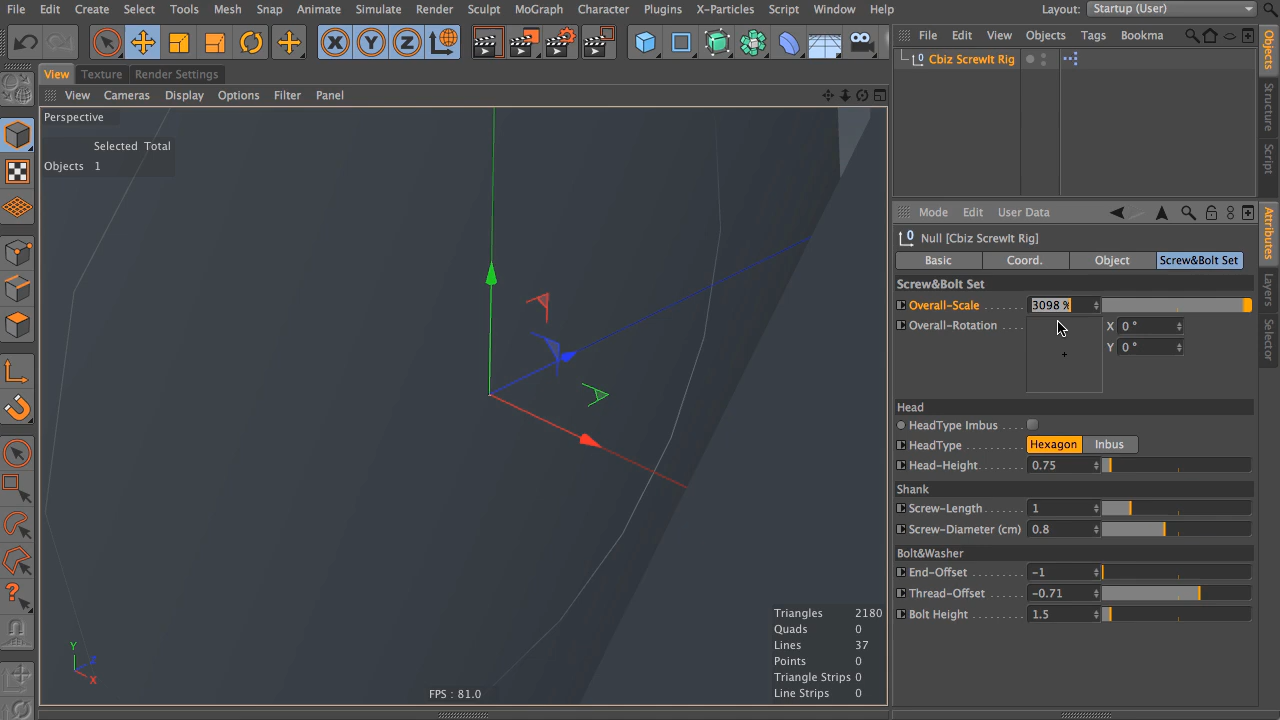 File Edit Create Select Tools Mesh Snap Animate Simulate Render Sculpt MoGraph Character Plugins X-Particles Script Window Help Layout: Startup (User)
X Y Z
File Edit View Objects Tags Bookma
View Texture Render Settings
0 Cbiz ScrewIt Rig
View Cameras Display Options Filter Panel
Perspective
Selected Total
Objects 1
Objects
Structure
Script
Mode Edit User Data
0 Null [Cbiz ScrewIt Rig]
Basic Coord. Object Screw&Bolt Set
Screw&Bolt Set
Overall-Scale 3098 %
Overall-Rotation X 0 °
Y 0 °
Head
HeadType Imbus
HeadType Hexagon Inbus
Head-Height 0.75
Shank
Screw-Length 1
Screw-Diameter (cm) 0.8
Bolt&Washer
End-Offset -1
Thread-Offset -0.71
Bolt Height 1.5
Attributes
Layers
Selector
Triangles 2180
Quads 0
Lines 37
Points 0
Triangle Strips 0
Line Strips 0
FPS : 81.0
Y
Z
X